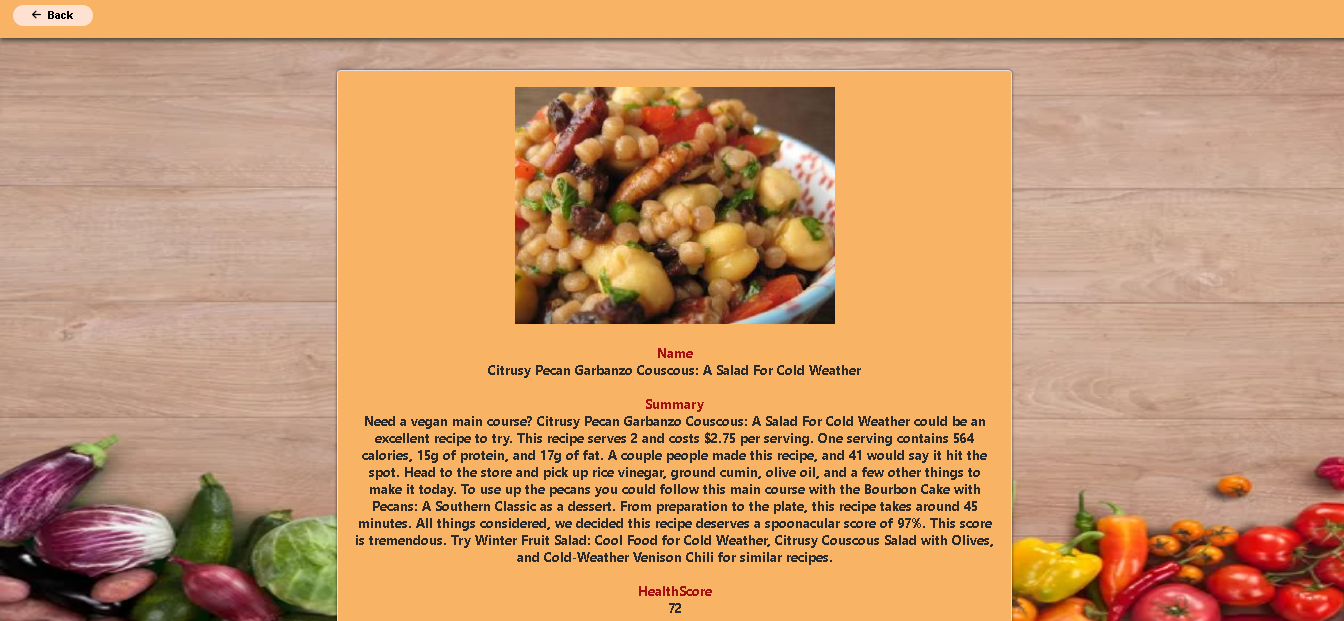 Back
Name
Citrusy Pecan Garbanzo Couscous: A Salad For Cold Weather
Summary
Need a vegan main course? Citrusy Pecan Garbanzo Couscous: A Salad For Cold Weather could be an
excellent recipe to try. This recipe serves 2 and costs $2.75 per serving. One serving contains 564
calories, 15g of protein, and 17g of fat. A couple people made this recipe, and 41 would say it hit the
spot. Head to the store and pick up rice vinegar, ground cumin, olive oil, and a few other things to
make it today. To use up the pecans you could follow this main course with the Bourbon Cake with
Pecans: A Southern Classic as a dessert. From preparation to the plate, this recipe takes around 45
minutes. All things considered, we decided this recipe deserves a spoonacular score of 97%. This score
is tremendous. Try Winter Fruit Salad: Cool Food for Cold Weather, Citrusy Couscous Salad with Olives,
and Cold-Weather Venison Chili for similar recipes.
HealthScore
72